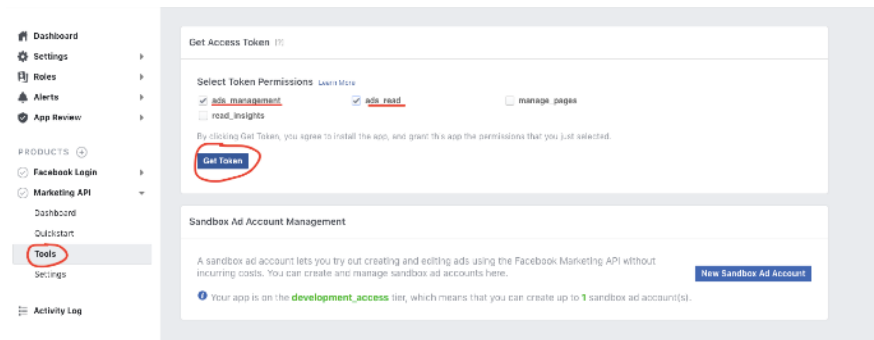 Dashboard
Settings
Roles
Alerts
App Review
PRODUCTS
Facebook Login
Marketing API
Dashboard
Quickstart
Tools
Settings
Activity Log
Get Access Token [?]
Select Token Permissions Learn More
ads_management ads_read manage_pages
read_insights
By clicking Get Token, you agree to install the app, and grant this app the permissions that you just selected.
Get Token
Sandbox Ad Account Management
A sandbox ad account lets you try out creating and editing ads using the Facebook Marketing API without
incurring costs. You can create and manage sandbox ad accounts here.
New Sandbox Ad Account
Your app is on the development_access tier, which means that you can create up to 1 sandbox ad account(s).